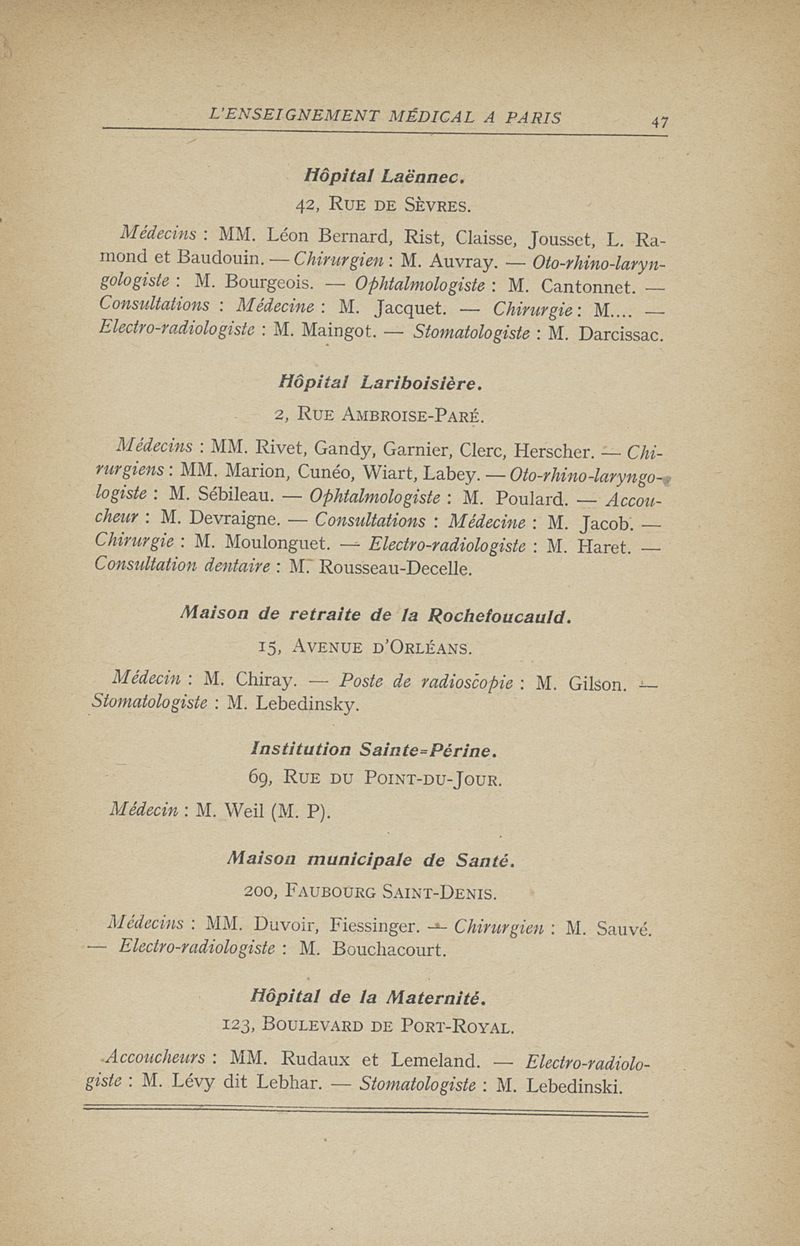 L'ENSEIGNEMENT MÉDICAL A PARIS 47
Hôpital Laënnec.
42, RUE DE SÈVRES.
Médecins : MM. Léon Bernard, Rist, Claisse, Jousset, L. Ra-
mond et Baudouin. — Chirurgien : M. Auvray. — Oto-rhino-laryn-
gologiste : M. Bourgeois. — Ophtalmologiste : M. Cantonnet. —
Consultations : Médecine : M. Jacquet. — Chirurgie : M.... —
Electro-radiologiste : M. Maingot. — Stomatologiste : M. Darcissac.
Hôpital Lariboisière.
2, RUE AMBROISE-PARÉ.
Médecins : MM. Rivet, Gandy, Garnier, Clerc, Herscher. — Chi-
rurgiens : MM. Marion, Cunéo, Wiart, Labey. — Oto-rhino-laryngo-
logiste : M. Sébileau. — Ophtalmologiste : M. Poulard. — Accou-
cheur : M. Devraigne. — Consultations : Médecine : M. Jacob. —
Chirurgie : M. Moulonguet. — Electro-radiologiste : M. Haret. —
Consultation dentaire : M. Rousseau-Decelle.
Maison de retraite de la Rochefoucauld.
15, AVENUE D'ORLÉANS.
Médecin : M. Chiray. — Poste de radioscopie : M. Gilson. —
Stomatologiste : M. Lebedinsky.
Institution Sainte=Périne.
69, RUE DU POINT-DU-JOUR.
Médecin : M. Weil (M. P).
Maison municipale de Santé.
200, FAUBOURG SAINT-DENIS.
Médecins : MM. Duvoir, Fiessinger. — Chirurgien : M. Sauvé.
— Electro-radiologiste : M. Bouchacourt.
Hôpital de la Maternité.
123, BOULEVARD DE PORT-ROYAL.
Accoucheurs : MM. Rudaux et Lemeland. — Electro-radiolo-
giste : M. Lévy dit Lebhar. — Stomatologiste : M. Lebedinski.